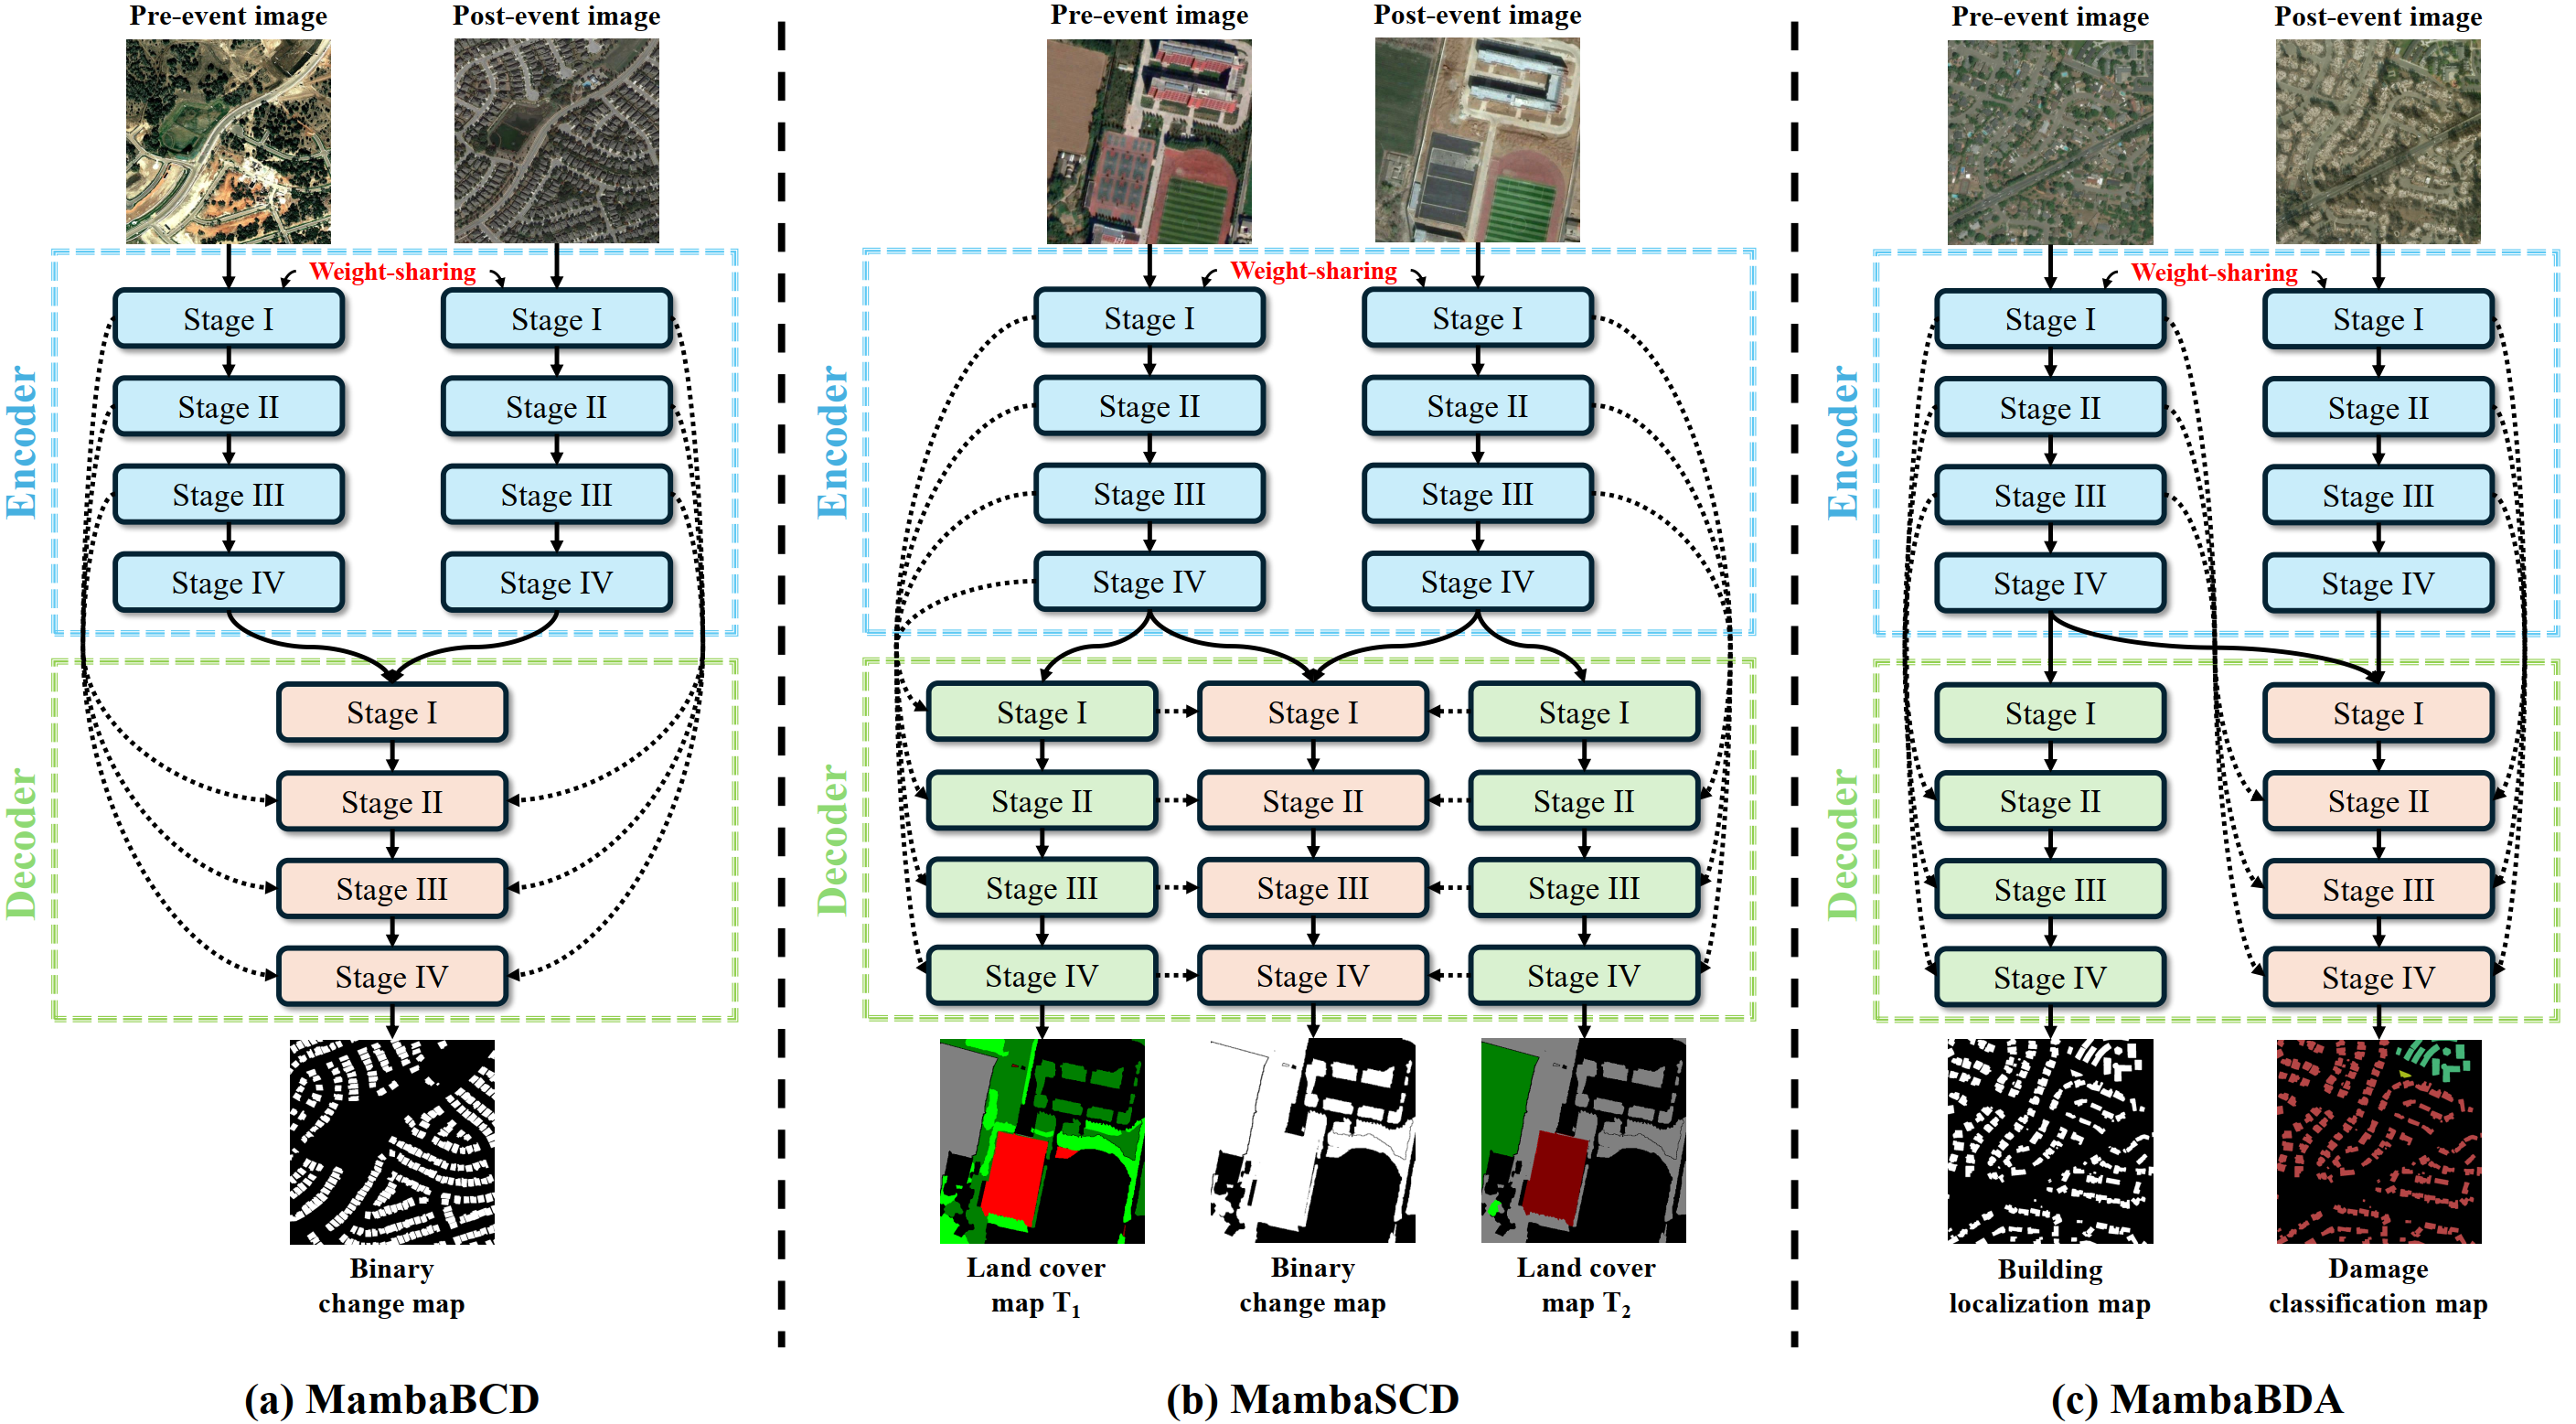 Pre-event image
Post-event image
Weight-sharing
Encoder
Stage I
Stage I
Stage II
Stage II
Stage III
Stage III
Stage IV
Stage IV
Decoder
Stage I
Stage II
Stage III
Stage IV
Binary
change map
(a) MambaBCD
Pre-event image
Post-event image
Weight-sharing
Encoder
Stage I
Stage I
Stage II
Stage II
Stage III
Stage III
Stage IV
Stage IV
Decoder
Stage I
Stage I
Stage I
Stage II
Stage II
Stage II
Stage III
Stage III
Stage III
Stage IV
Stage IV
Stage IV
Land cover
map T₁
Binary
change map
Land cover
map T₂
(b) MambaSCD
Pre-event image
Post-event image
Weight-sharing
Encoder
Stage I
Stage I
Stage II
Stage II
Stage III
Stage III
Stage IV
Stage IV
Decoder
Stage I
Stage I
Stage II
Stage II
Stage III
Stage III
Stage IV
Stage IV
Building
localization map
Damage
classification map
(c) MambaBDA